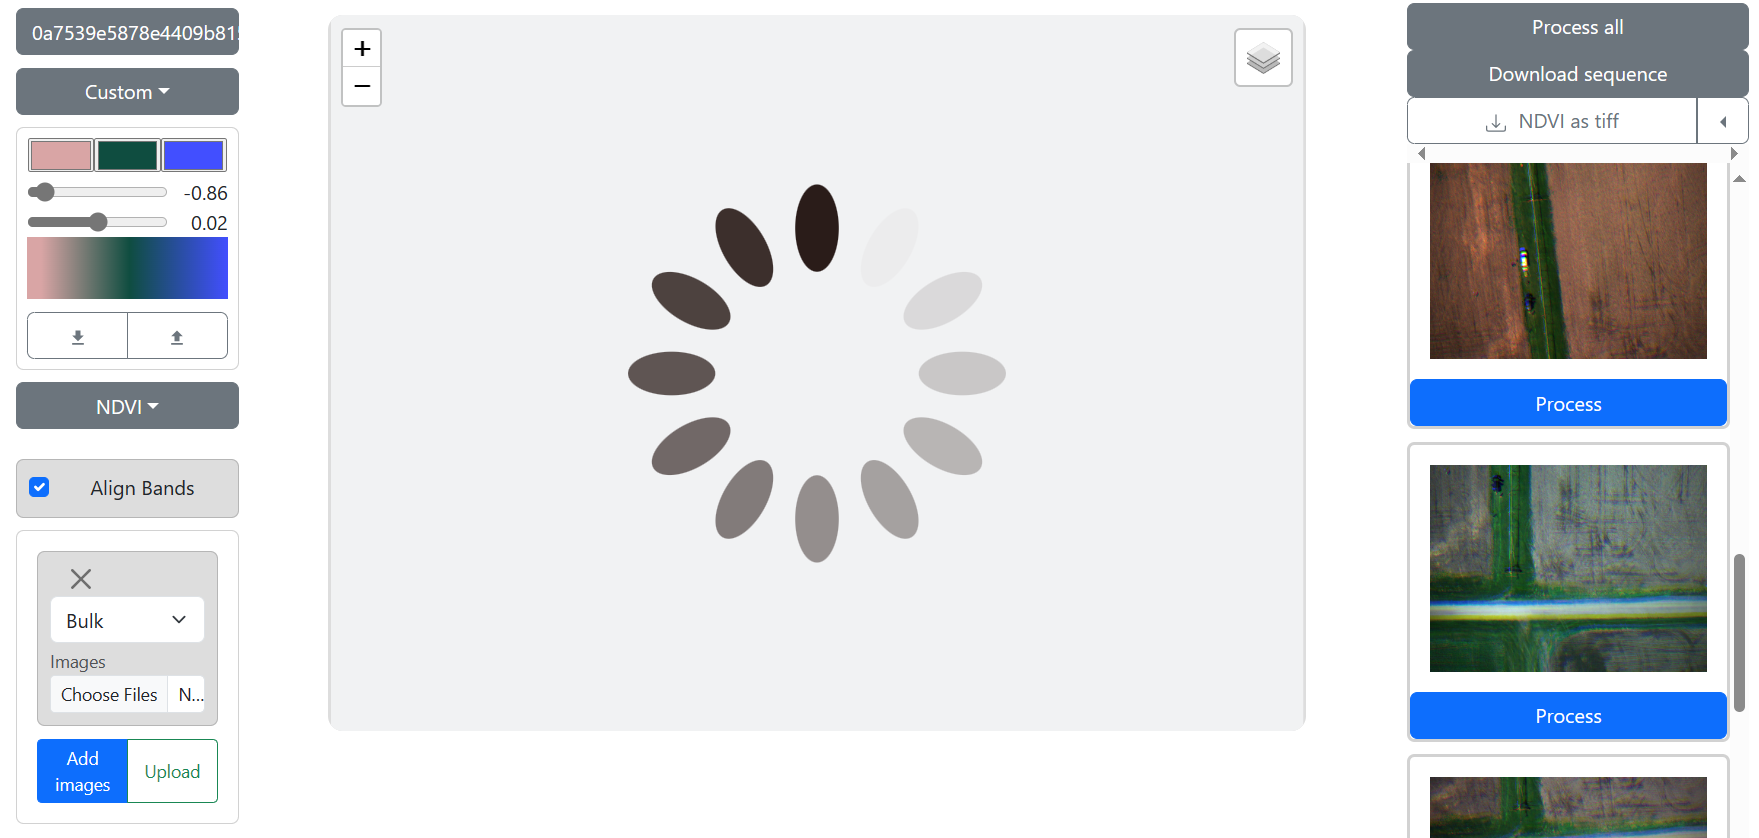 0a7539e5878e4409b81
Custom
-0.86
0.02
NDVI
Align Bands
Bulk
Images
Choose Files N...
Add
images
Upload
+
−
Process all
Download sequence
NDVI as tiff
Process
Process